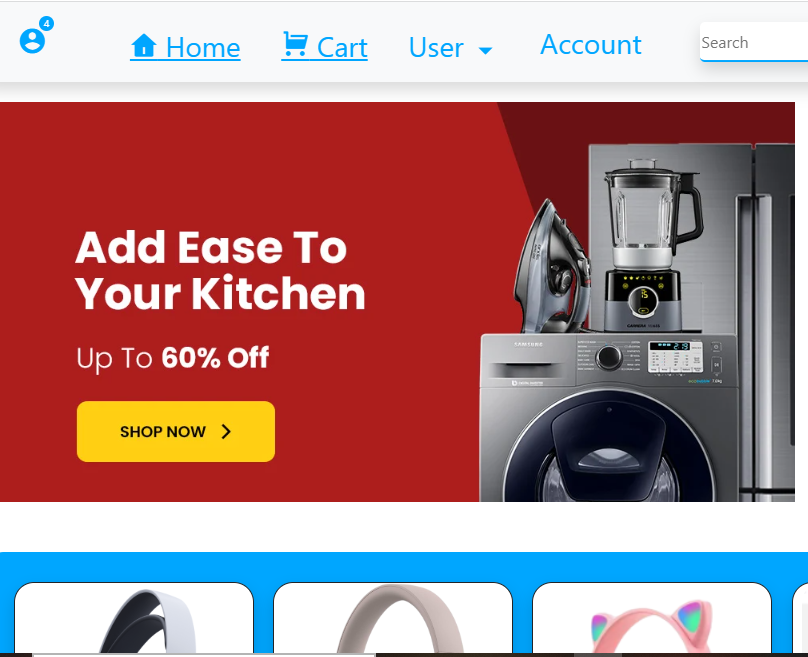 4
Home
Cart
User
Account
Search
Add Ease To
Your Kitchen
Up To 60% Off
SHOP NOW
SAMSUNG